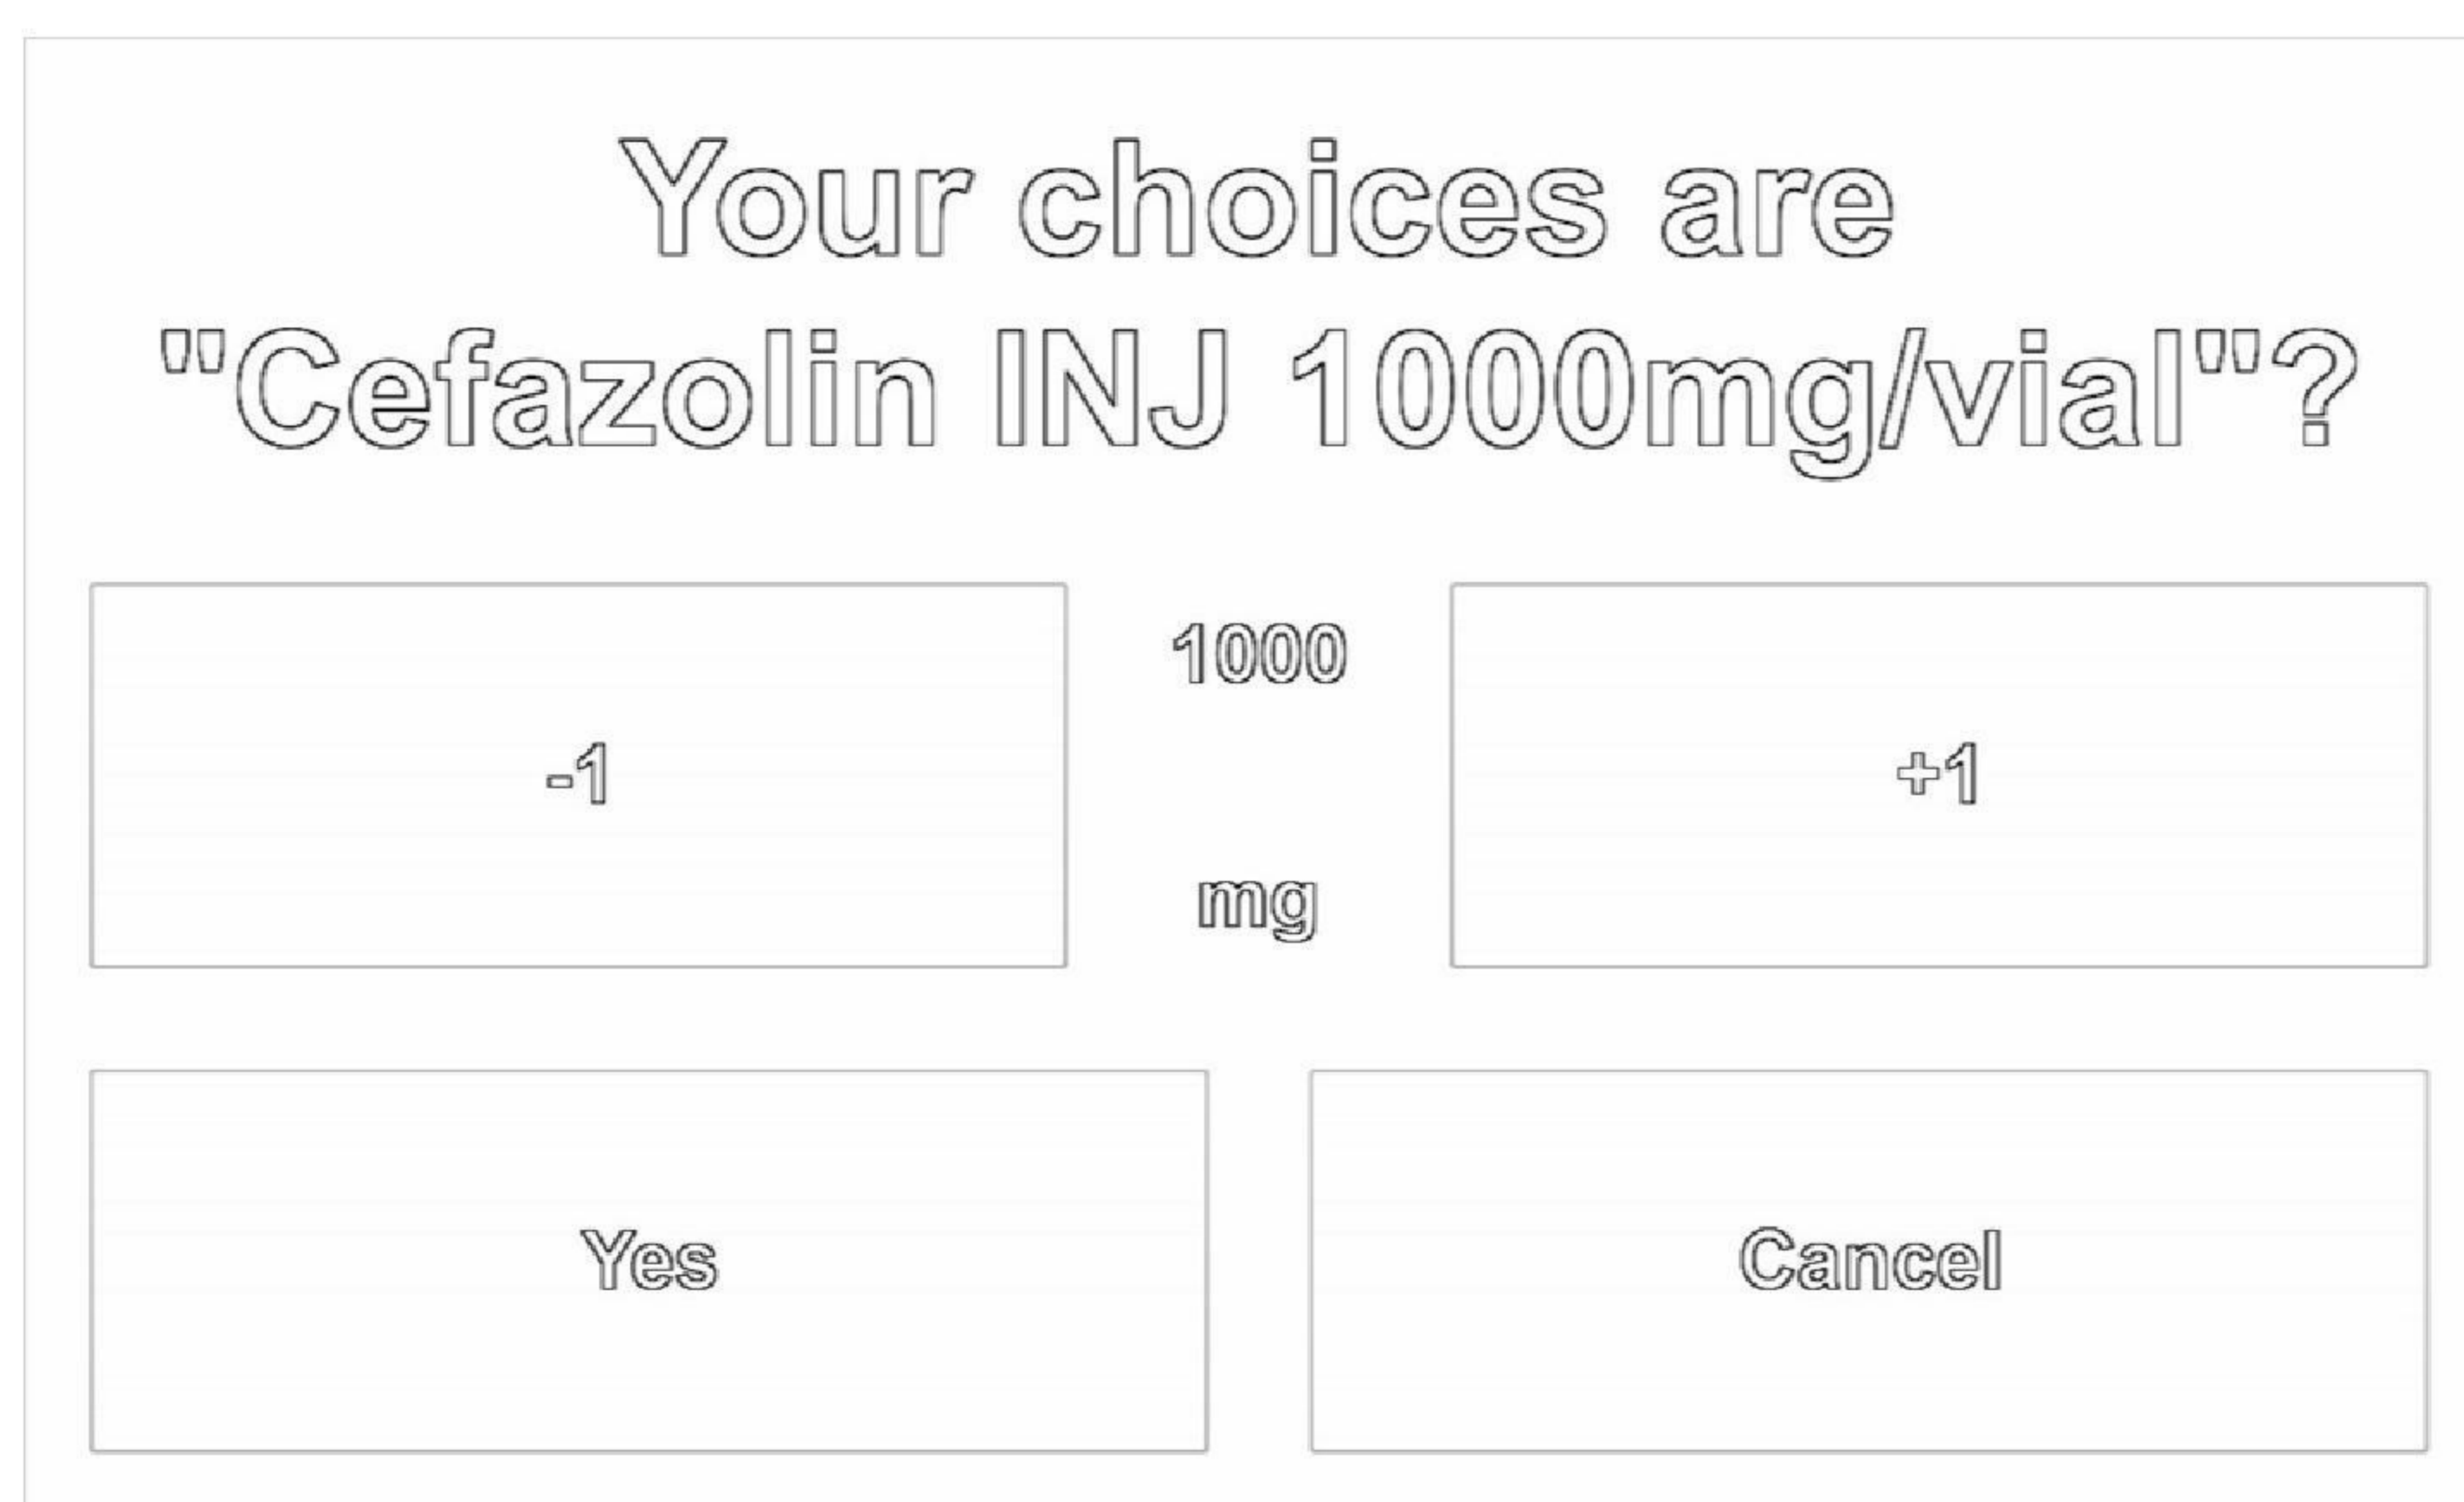 Your choices are
"Cefazolin INJ 1000mg/vial"?
1000
-1
+1
mg
Yes
Cancel